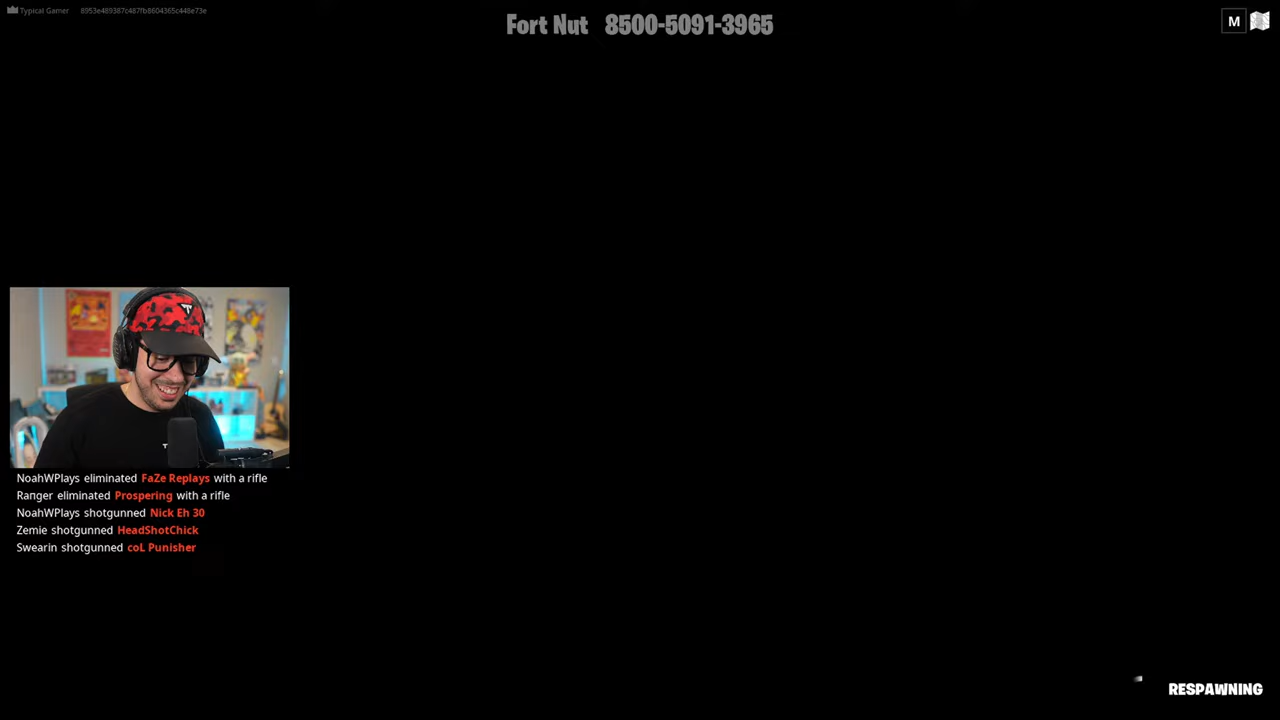 Typical Gamer 8953e489387c487fb8604365c448e73e
Fort Nut 8500-5091-3965
M
NoahWPlays eliminated FaZe Replays with a rifle
Ranger eliminated Prospering with a rifle
NoahWPlays shotgunned Nick Eh 30
Zemie shotgunned HeadShotChick
Swearin shotgunned coL Punisher
RESPAWNING